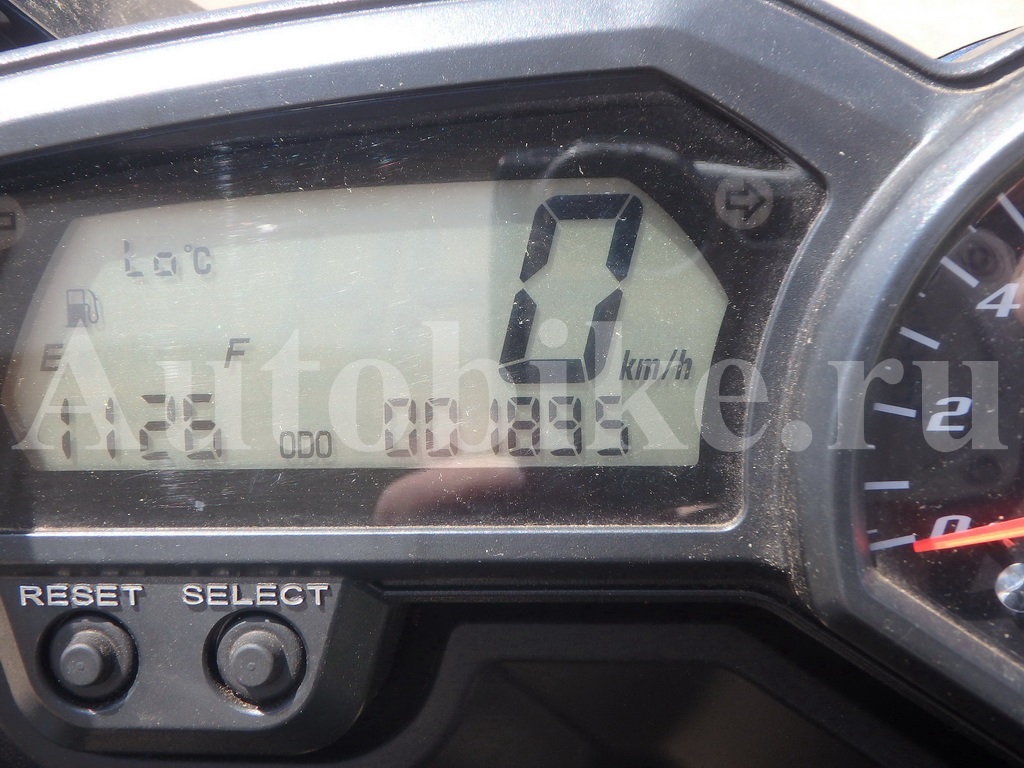 Lo°C
0
km/h
E F
11 26
ODO 001895
RESET SELECT
4
2
0
Autobike.ru